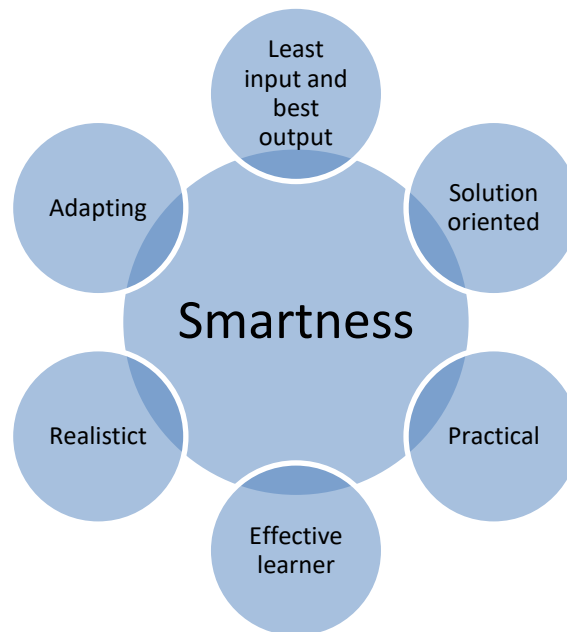 Least
input and
best
output
Adapting
Solution
oriented
Smartness
Realistict
Practical
Effective
learner